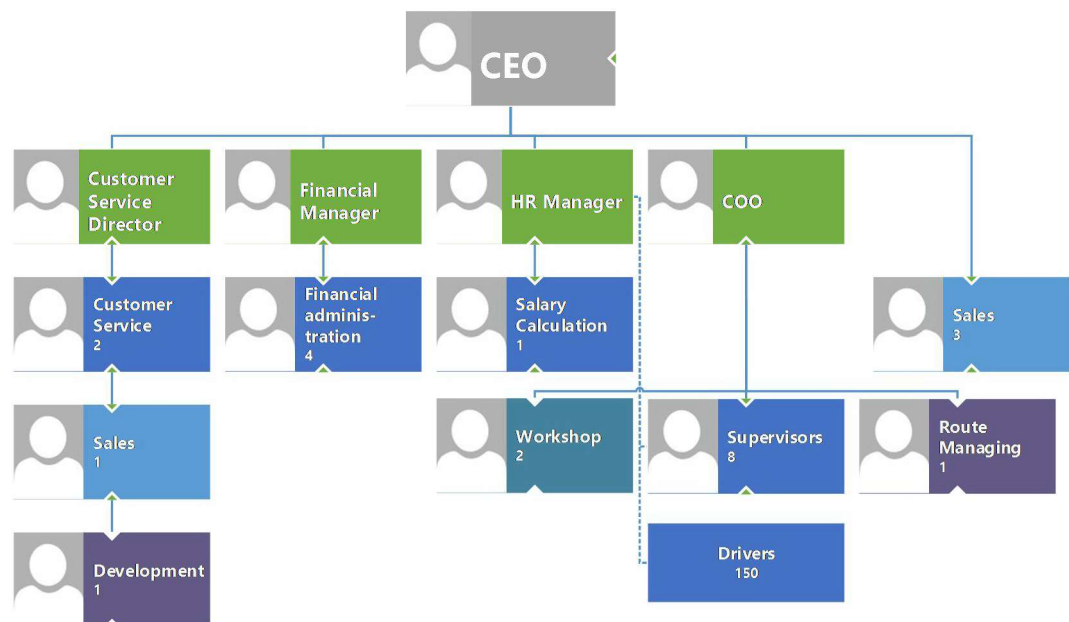 CEO
Customer
Service
Director
Financial
Manager
HR Manager
COO
Customer
Service
2
Financial
adminis-
tration
4
Salary
Calculation
1
Sales
3
Sales
1
Workshop
2
Supervisors
8
Route
Managing
1
Development
1
Drivers
150